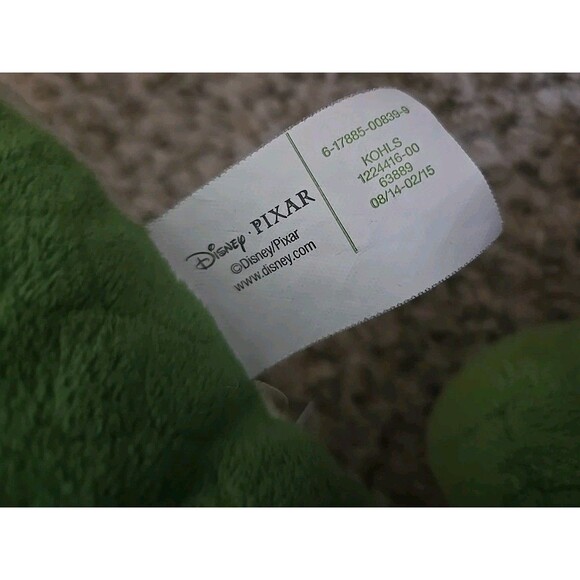 Disney · PIXAR
©Disney/Pixar
www.disney.com
6-17885-00839-9
KOHLS
1224416-00
63889
08/14-02/15